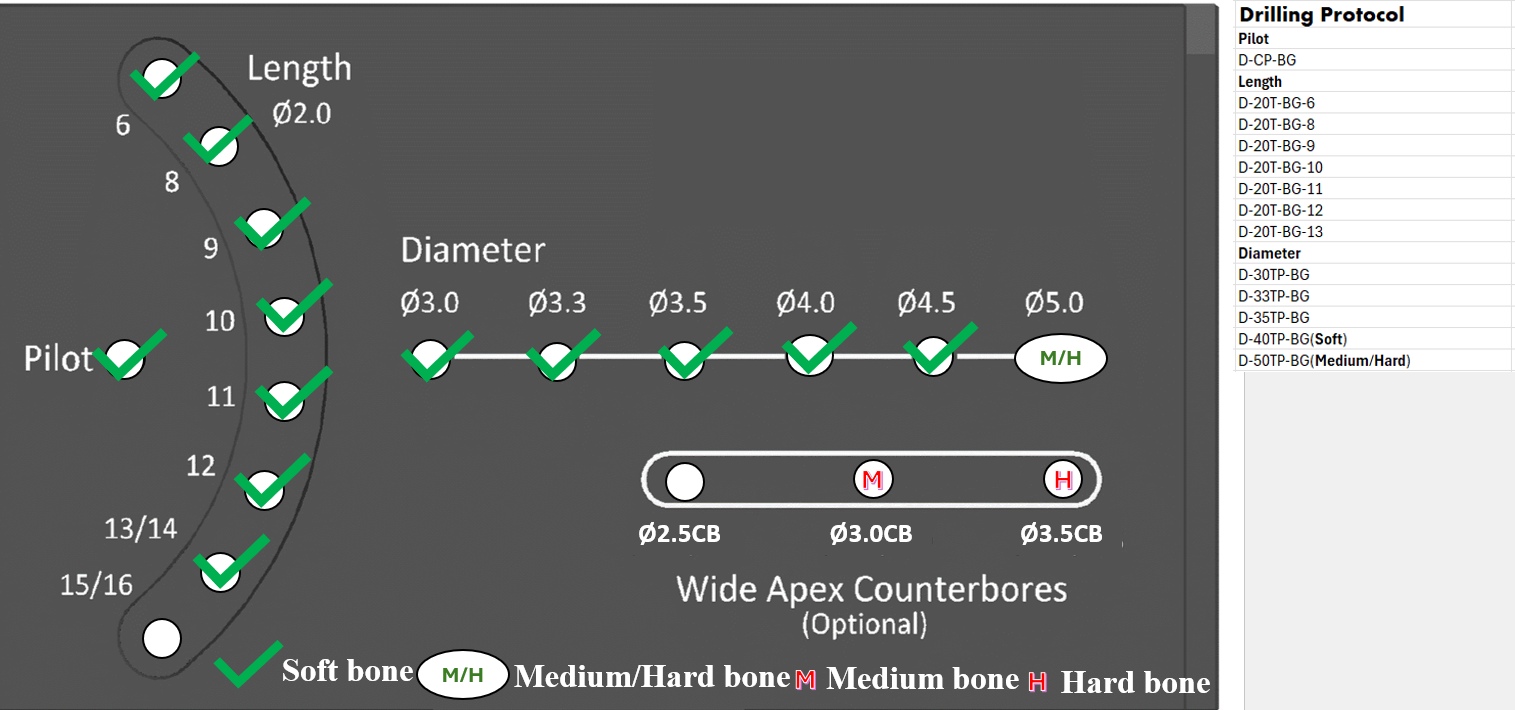 Length
Ø2.0
6
8
9
10
Pilot
11
12
13/14
15/16
Diameter
Ø3.0 Ø3.3 Ø3.5 Ø4.0 Ø4.5 Ø5.0
M/H
M H
Ø2.5CB Ø3.0CB Ø3.5CB
Wide Apex Counterbores
(Optional)
Soft bone M/H Medium/Hard bone M Medium bone H Hard bone
Drilling Protocol
Pilot
D-CP-BG
Length
D-20T-BG-6
D-20T-BG-8
D-20T-BG-9
D-20T-BG-10
D-20T-BG-11
D-20T-BG-12
D-20T-BG-13
Diameter
D-30TP-BG
D-33TP-BG
D-35TP-BG
D-40TP-BG(Soft)
D-50TP-BG(Medium/Hard)